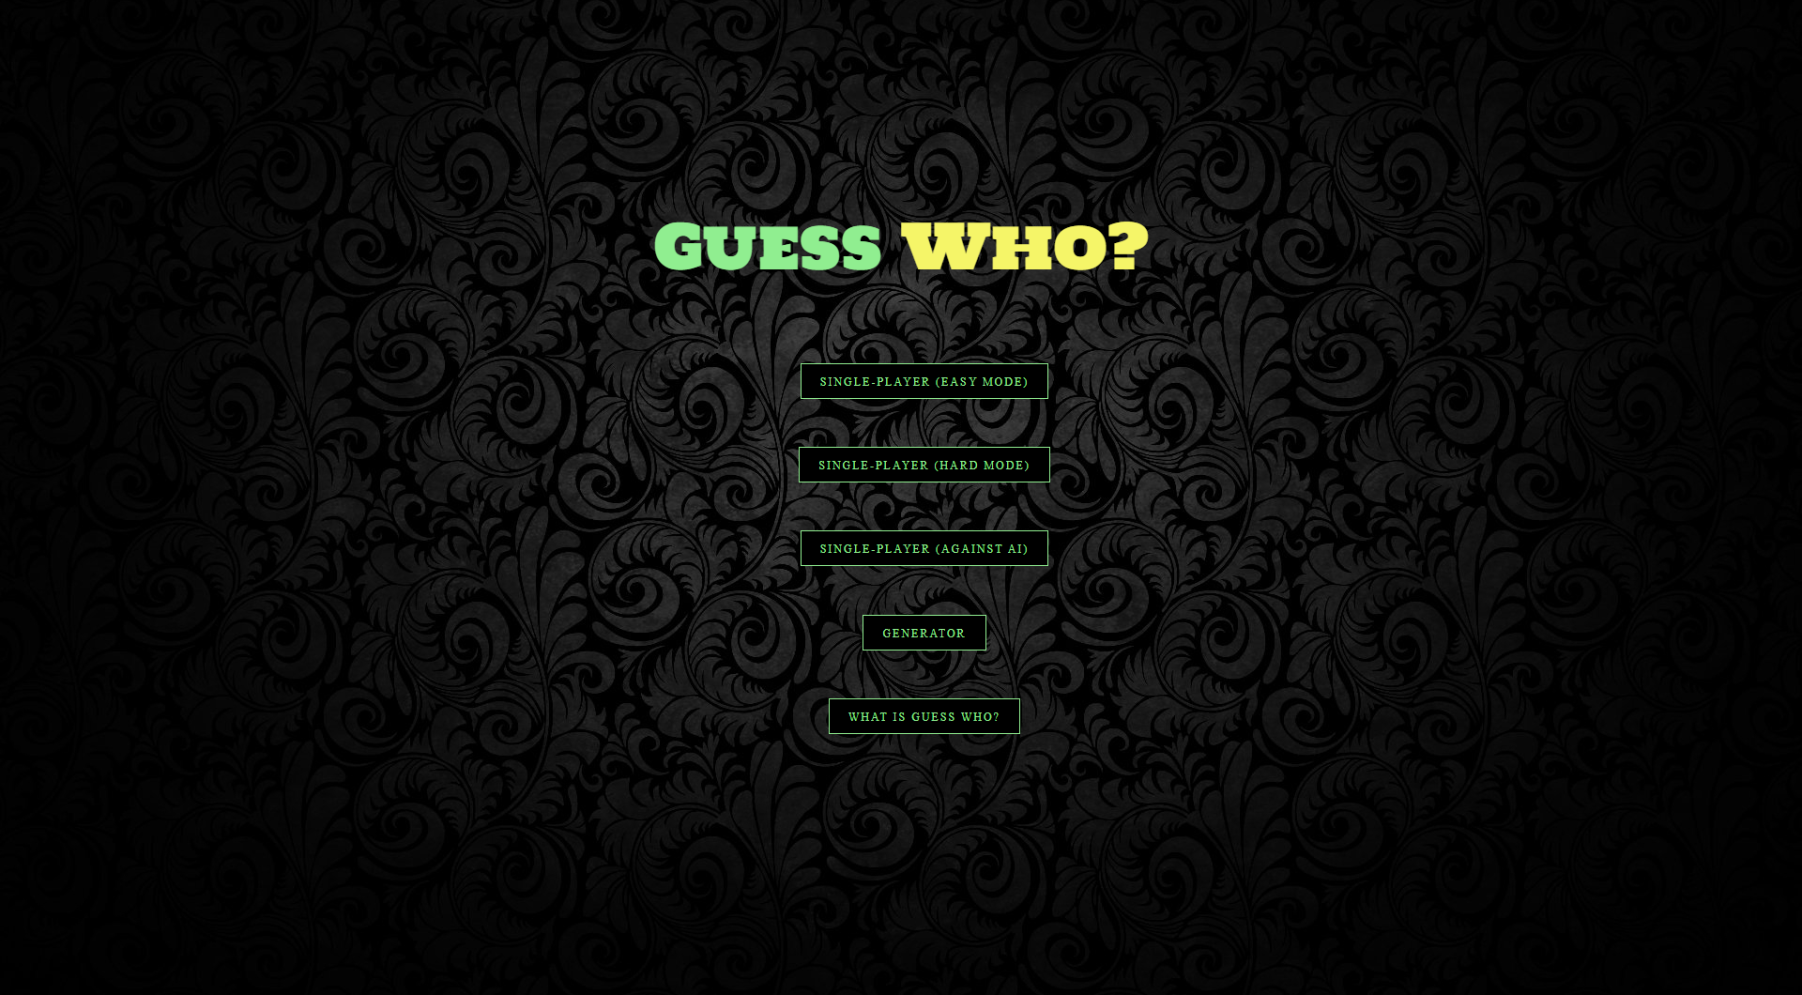 GUESS WHO?
SINGLE-PLAYER (EASY MODE)
SINGLE-PLAYER (HARD MODE)
SINGLE-PLAYER (AGAINST AI)
GENERATOR
WHAT IS GUESS WHO?